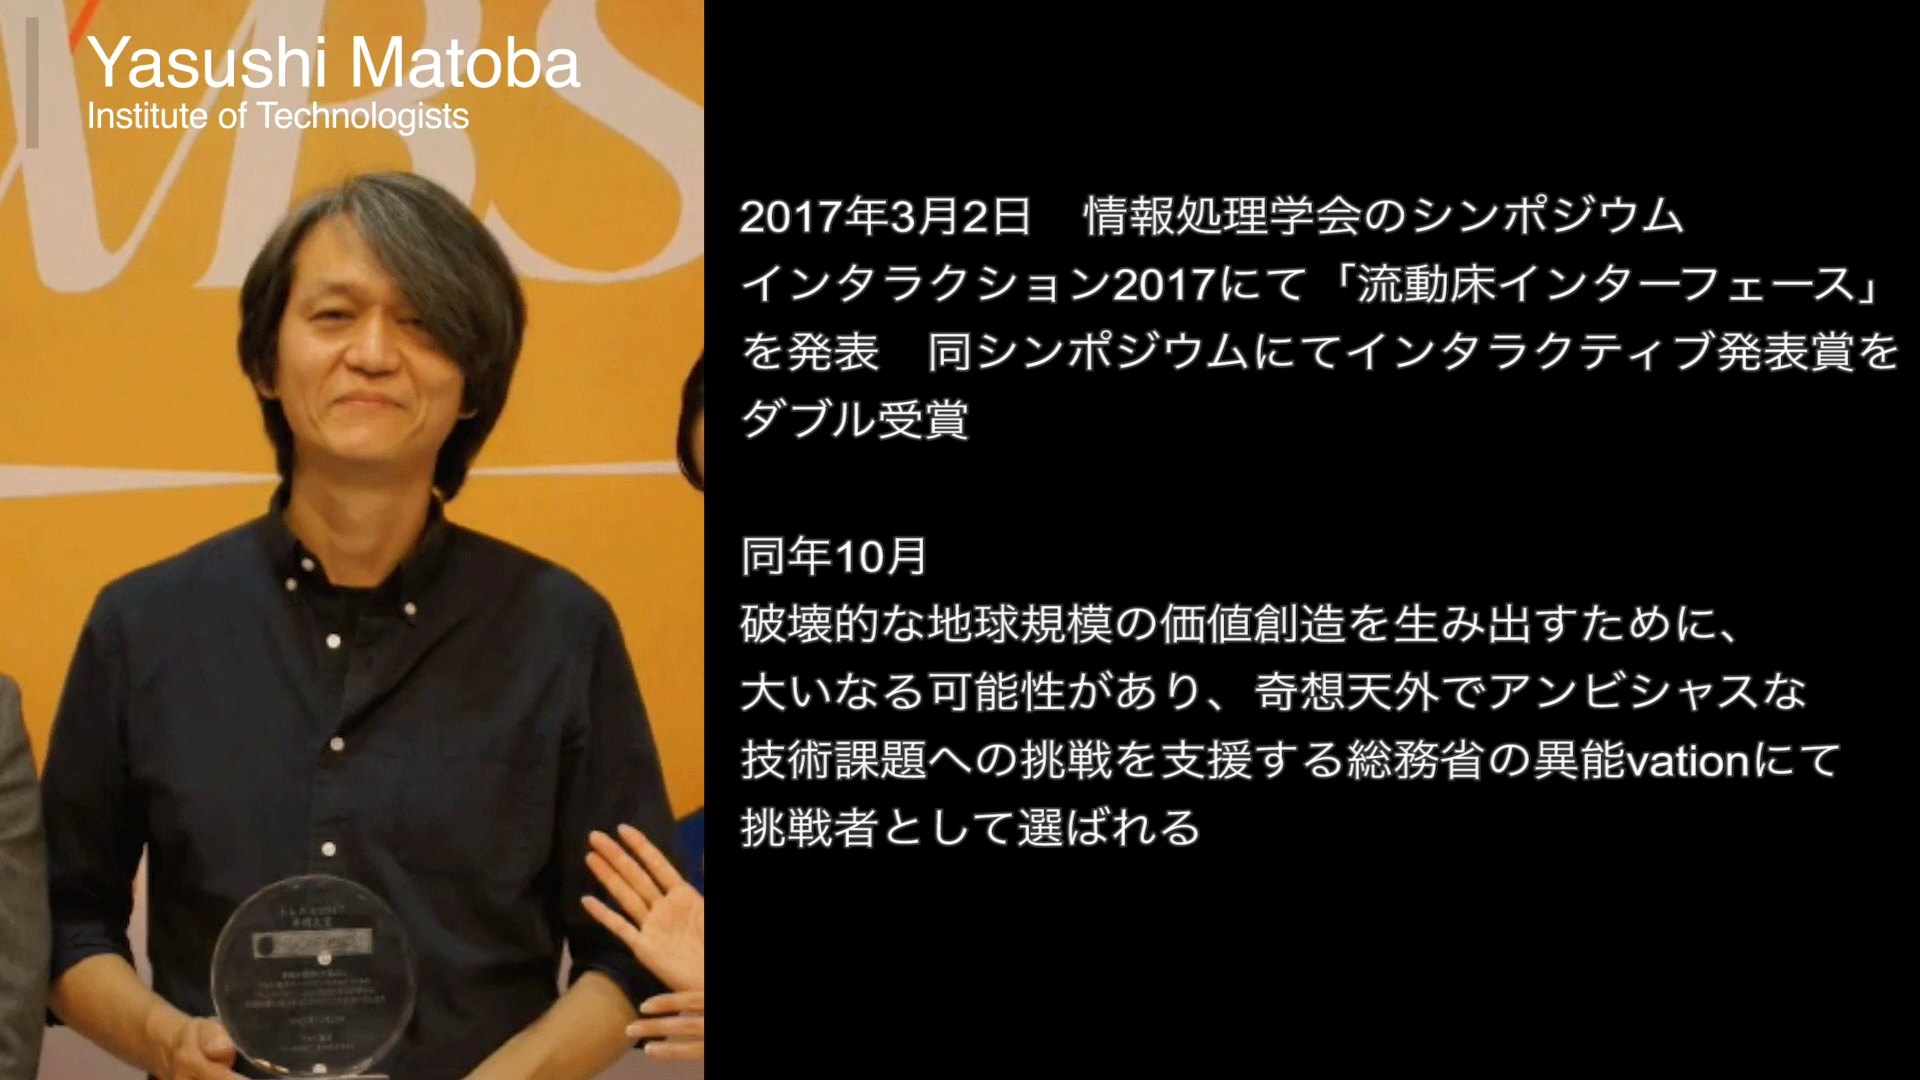 Yasushi Matoba
Institute of Technologists
2017年3月2日　情報処理学会のシンポジウム
インタラクション2017にて「流動床インターフェース」
を発表　同シンポジウムにてインタラクティブ発表賞を
ダブル受賞
同年10月
破壊的な地球規模の価値創造を生み出すために、
大いなる可能性があり、奇想天外でアンビシャスな
技術課題への挑戦を支援する総務省の異能vationにて
挑戦者として選ばれる